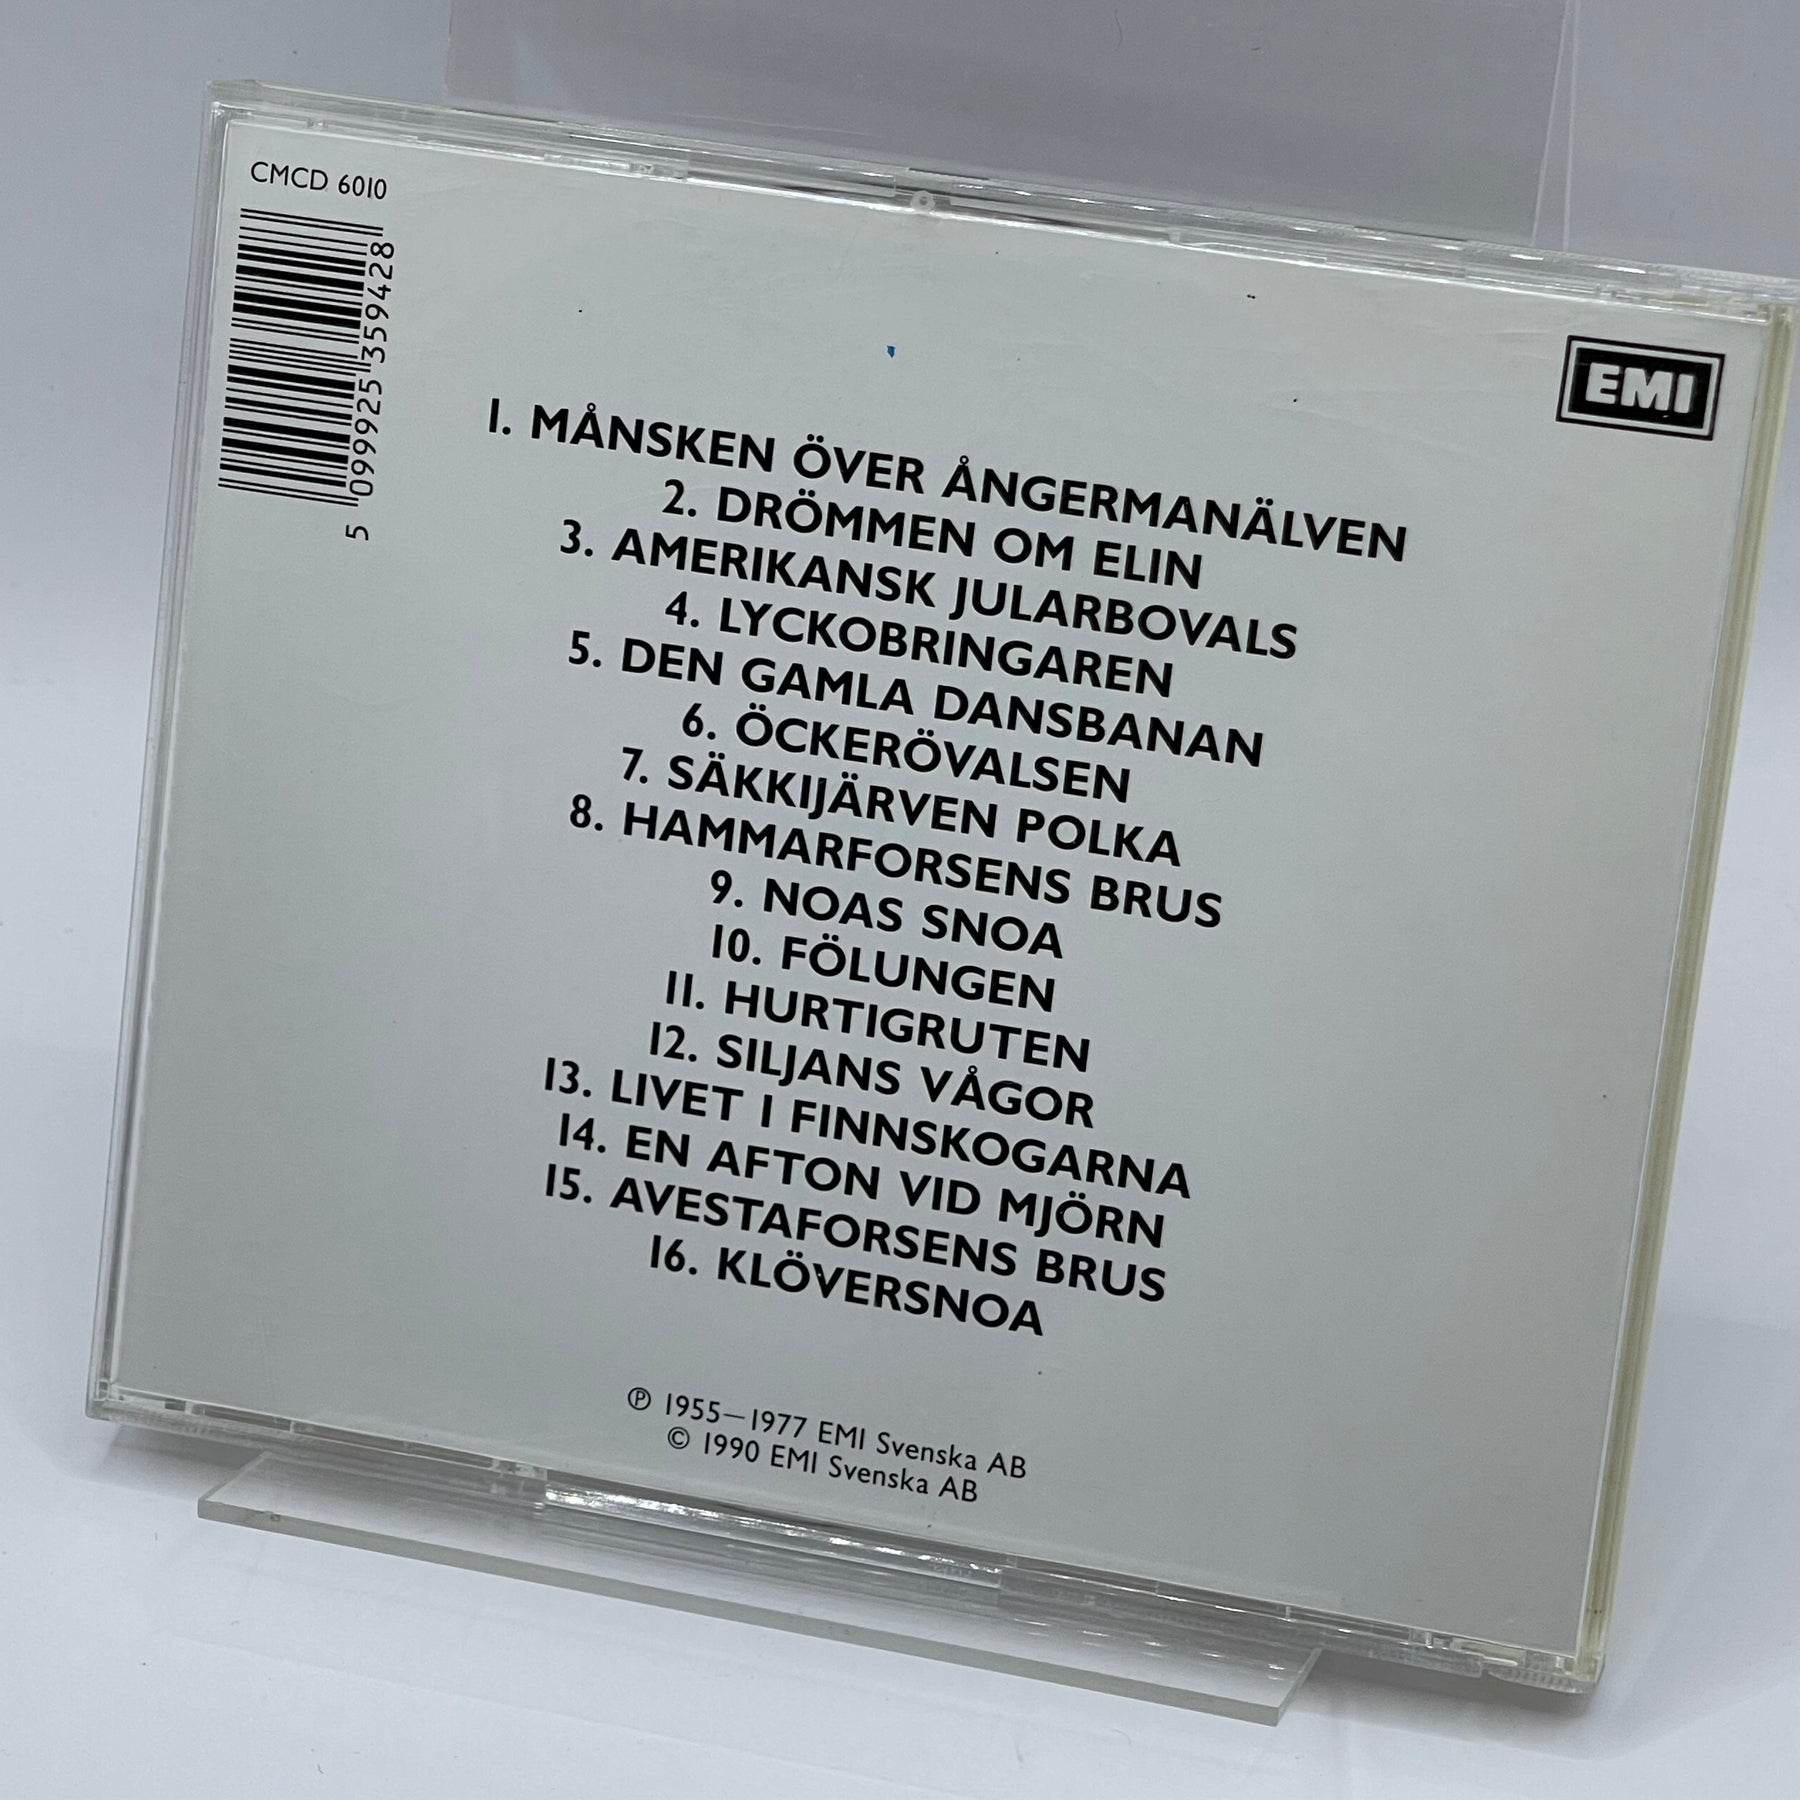 CMCD 6010
5 099925 359428
EMI
1. MÅNSKEN ÖVER ÅNGERMANÄLVEN
2. DRÖMMEN OM ELIN
3. AMERIKANSK JULARBOVALS
4. LYCKOBRINGAREN
5. DEN GAMLA DANSBANAN
6. ÖCKERÖVALSEN
7. SÄKKIJÄRVEN POLKA
8. HAMMARFORSENS BRUS
9. NOAS SNOA
10. FÖLUNGEN
11. HURTIGRUTEN
12. SILJANS VÅGOR
13. LIVET I FINNSKOGARNA
14. EN AFTON VID MJÖRN
15. AVESTAFORSENS BRUS
16. KLÖVERSNOA
℗ 1955–1977 EMI Svenska AB
© 1990 EMI Svenska AB